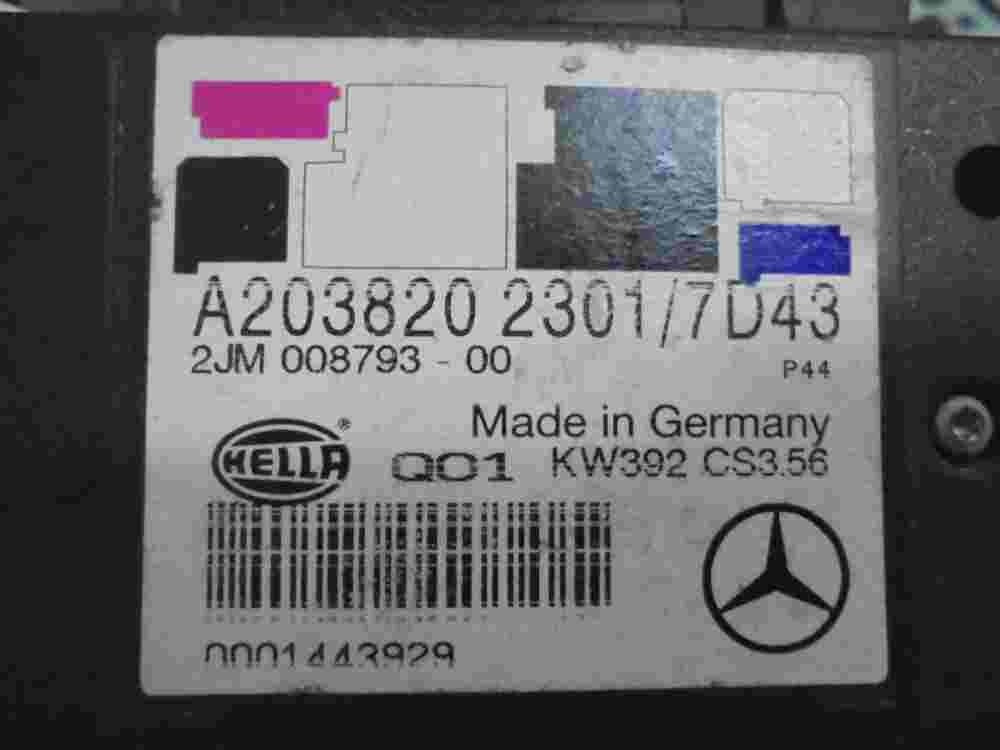 A203820 2301/7D43
2JM 008793 - 00
P44
Made in Germany
HELLA ®
Q01 KW392 CS3.56
0001443929